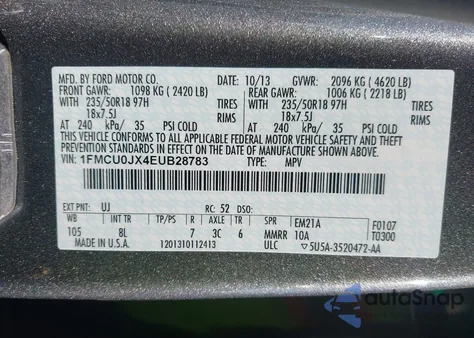 MFD. BY FORD MOTOR CO.
10/13 GVWR: 2096 KG ( 4620 LB)
FRONT GAWR: 1098 KG ( 2420 LB)
REAR GAWR: 1006 KG ( 2218 LB)
WITH 235/50R18 97H WITH 235/50R18 97H
TIRES 18x7.5J 18x7.5J RIMS
AT 240 kPa/ 35 PSI COLD AT 240 kPa/ 35 PSI COLD
THIS VEHICLE CONFORMS TO ALL APPLICABLE FEDERAL MOTOR VEHICLE SAFETY AND
THEFT PREVENTION STANDARDS IN EFFECT ON THE DATE OF MANUFACTURE SHOWN ABOVE.
VIN: 1FMCU0JX4EUB28783 TYPE: MPV
EXT PNT: UJ RC: 52 DSO:
WB INT TR TP/PS R AXLE TR SPR EM21A F0107
105 BL 7 3C 6 MMRR 10A T0300
MADE IN U.S.A. 1201310112413 ULC 5U5A-3520472-AA
autoSnap